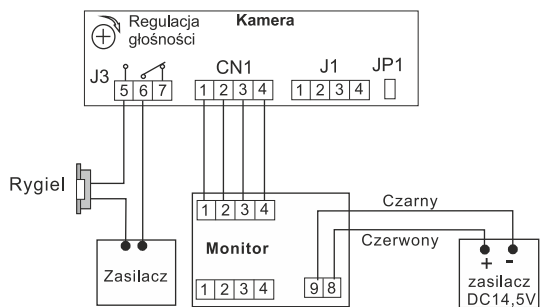 Regulacja
głośności
Kamera
J3
CN1
J1
JP1
5 6 7
1 2 3 4
1 2 3 4
Rygiel
1 2 3 4
Monitor
Czarny
Czerwony
Zasilacz
1 2 3 4
9 8
+ -
zasilacz
DC14,5V